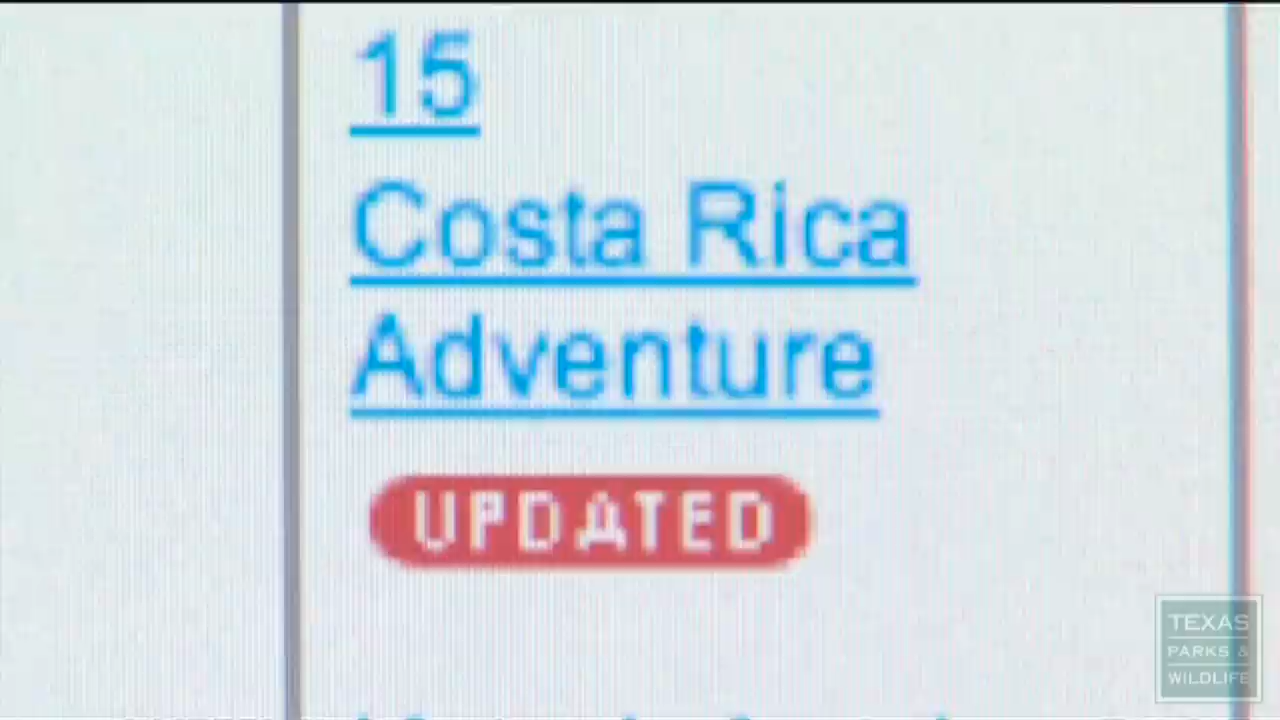 15
Costa Rica
Adventure
UPDATED
TEXAS
PARKS &
WILDLIFE